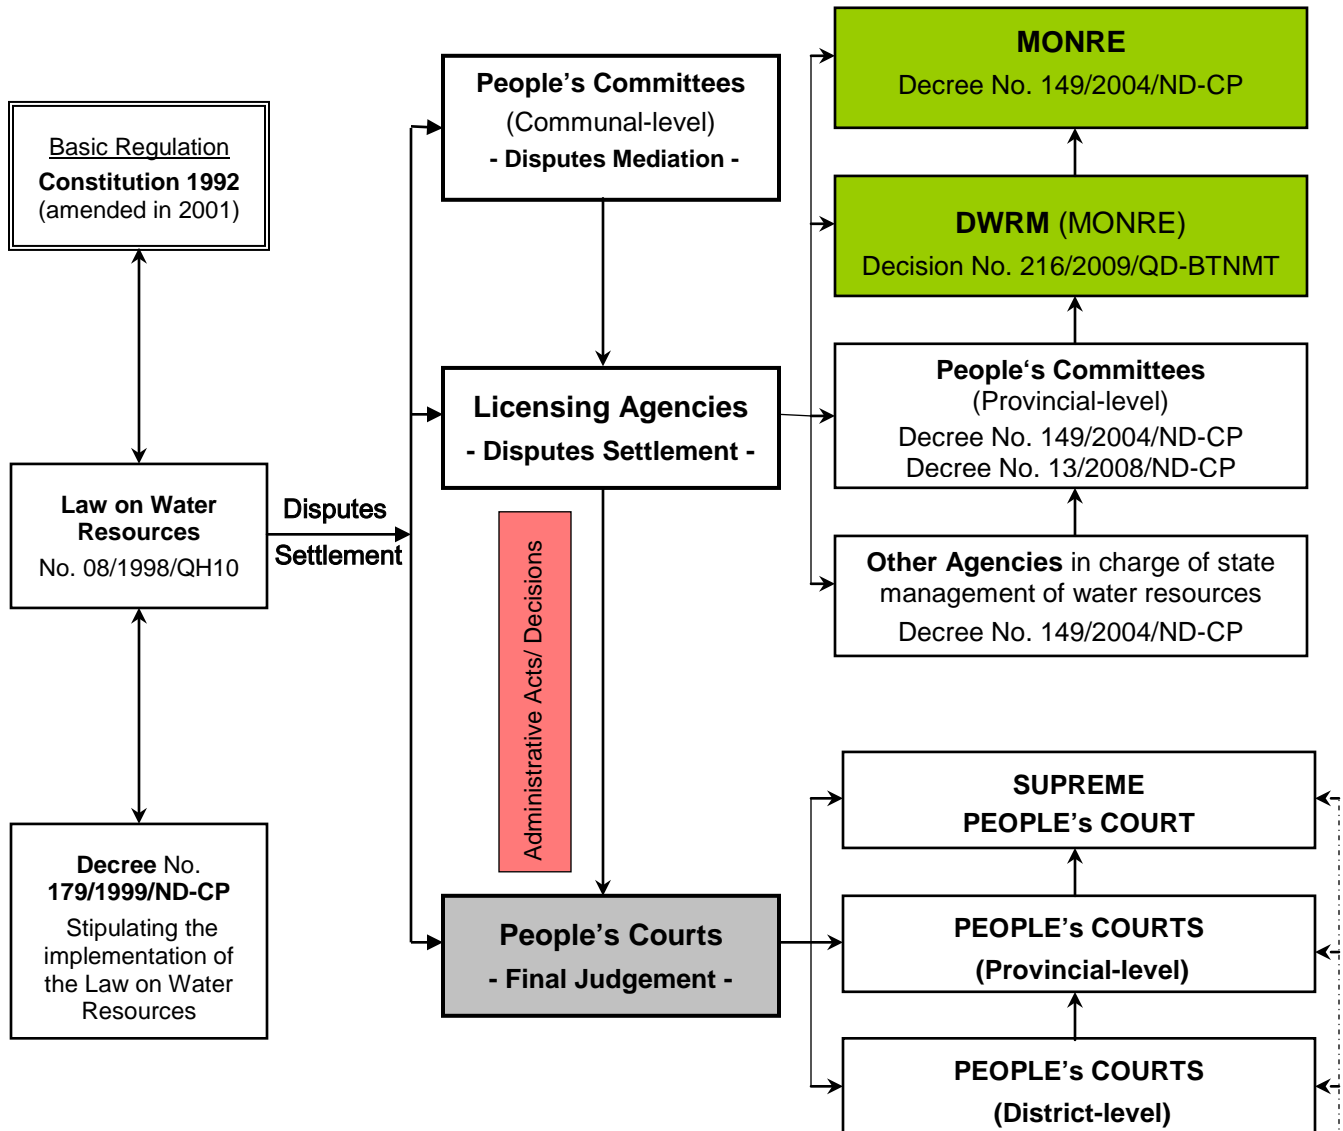 Basic Regulation
Constitution 1992
(amended in 2001)
Law on Water
Resources
No. 08/1998/QH10
Decree No.
179/1999/ND-CP
Stipulating the
implementation of
the Law on Water
Resources
Disputes
Settlement
People’s Committees
(Communal-level)
- Disputes Mediation -
Licensing Agencies
- Disputes Settlement -
Administrative Acts/ Decisions
People’s Courts
- Final Judgement -
MONRE
Decree No. 149/2004/ND-CP
DWRM (MONRE)
Decision No. 216/2009/QD-BTNMT
People‘s Committees
(Provincial-level)
Decree No. 149/2004/ND-CP
Decree No. 13/2008/ND-CP
Other Agencies in charge of state
management of water resources
Decree No. 149/2004/ND-CP
SUPREME
PEOPLE’s COURT
PEOPLE’s COURTS
(Provincial-level)
PEOPLE’s COURTS
(District-level)